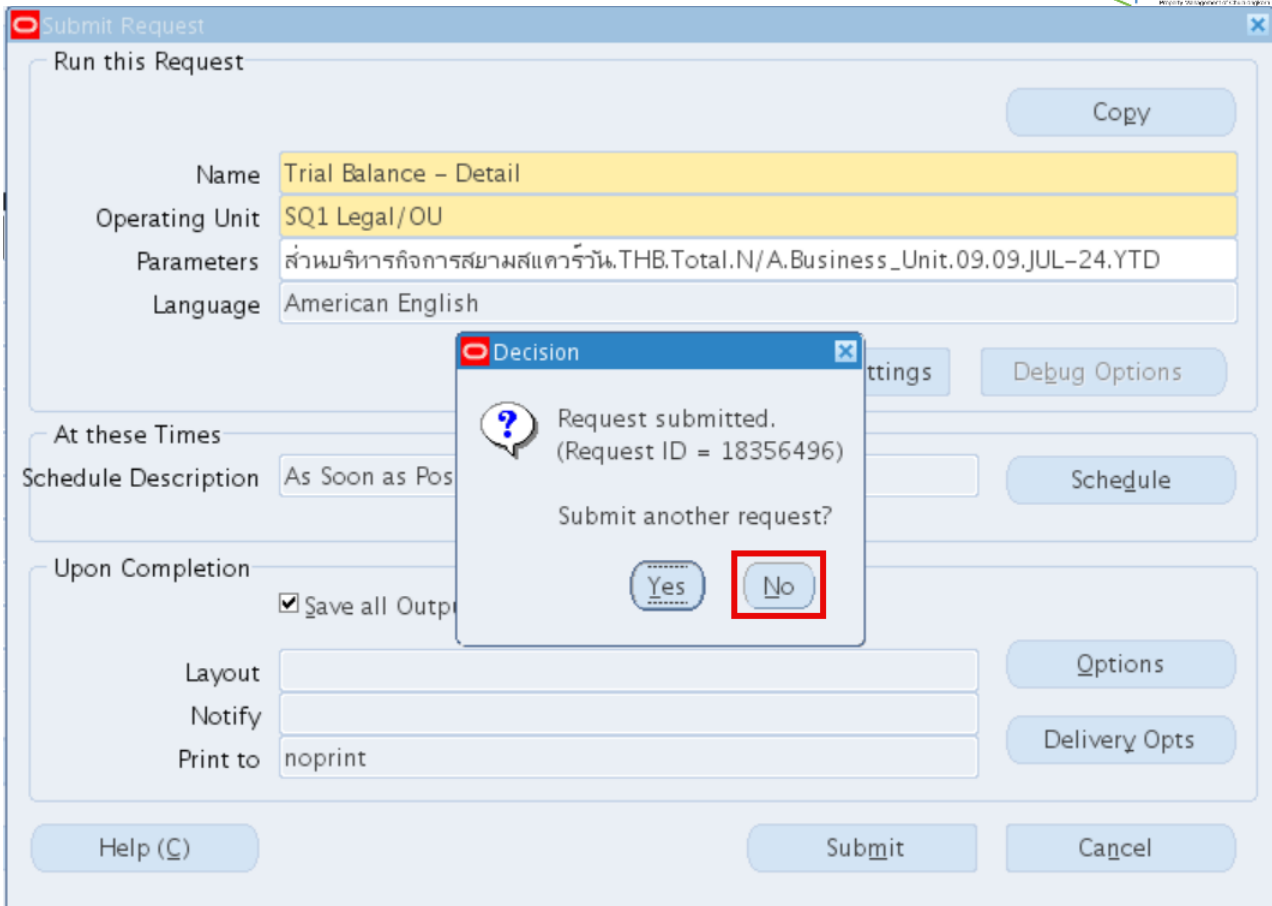 Property Management of Chulalongkorn
Submit Request
Run this Request
Copy
Name Trial Balance – Detail
Operating Unit SQ1 Legal/OU
Parameters ส่วนบริหารกิจการสยามสแควร์วัน.THB.Total.N/A.Business_Unit.09.09.JUL–24.YTD
Language American English
ttings Debug Options
Decision
Request submitted.
(Request ID = 18356496)
Submit another request?
Yes No
At these Times
Schedule Description As Soon as Pos Schedule
Upon Completion
Save all Outp
Layout Options
Notify
Print to noprint Delivery Opts
Help (C) Submit Cancel